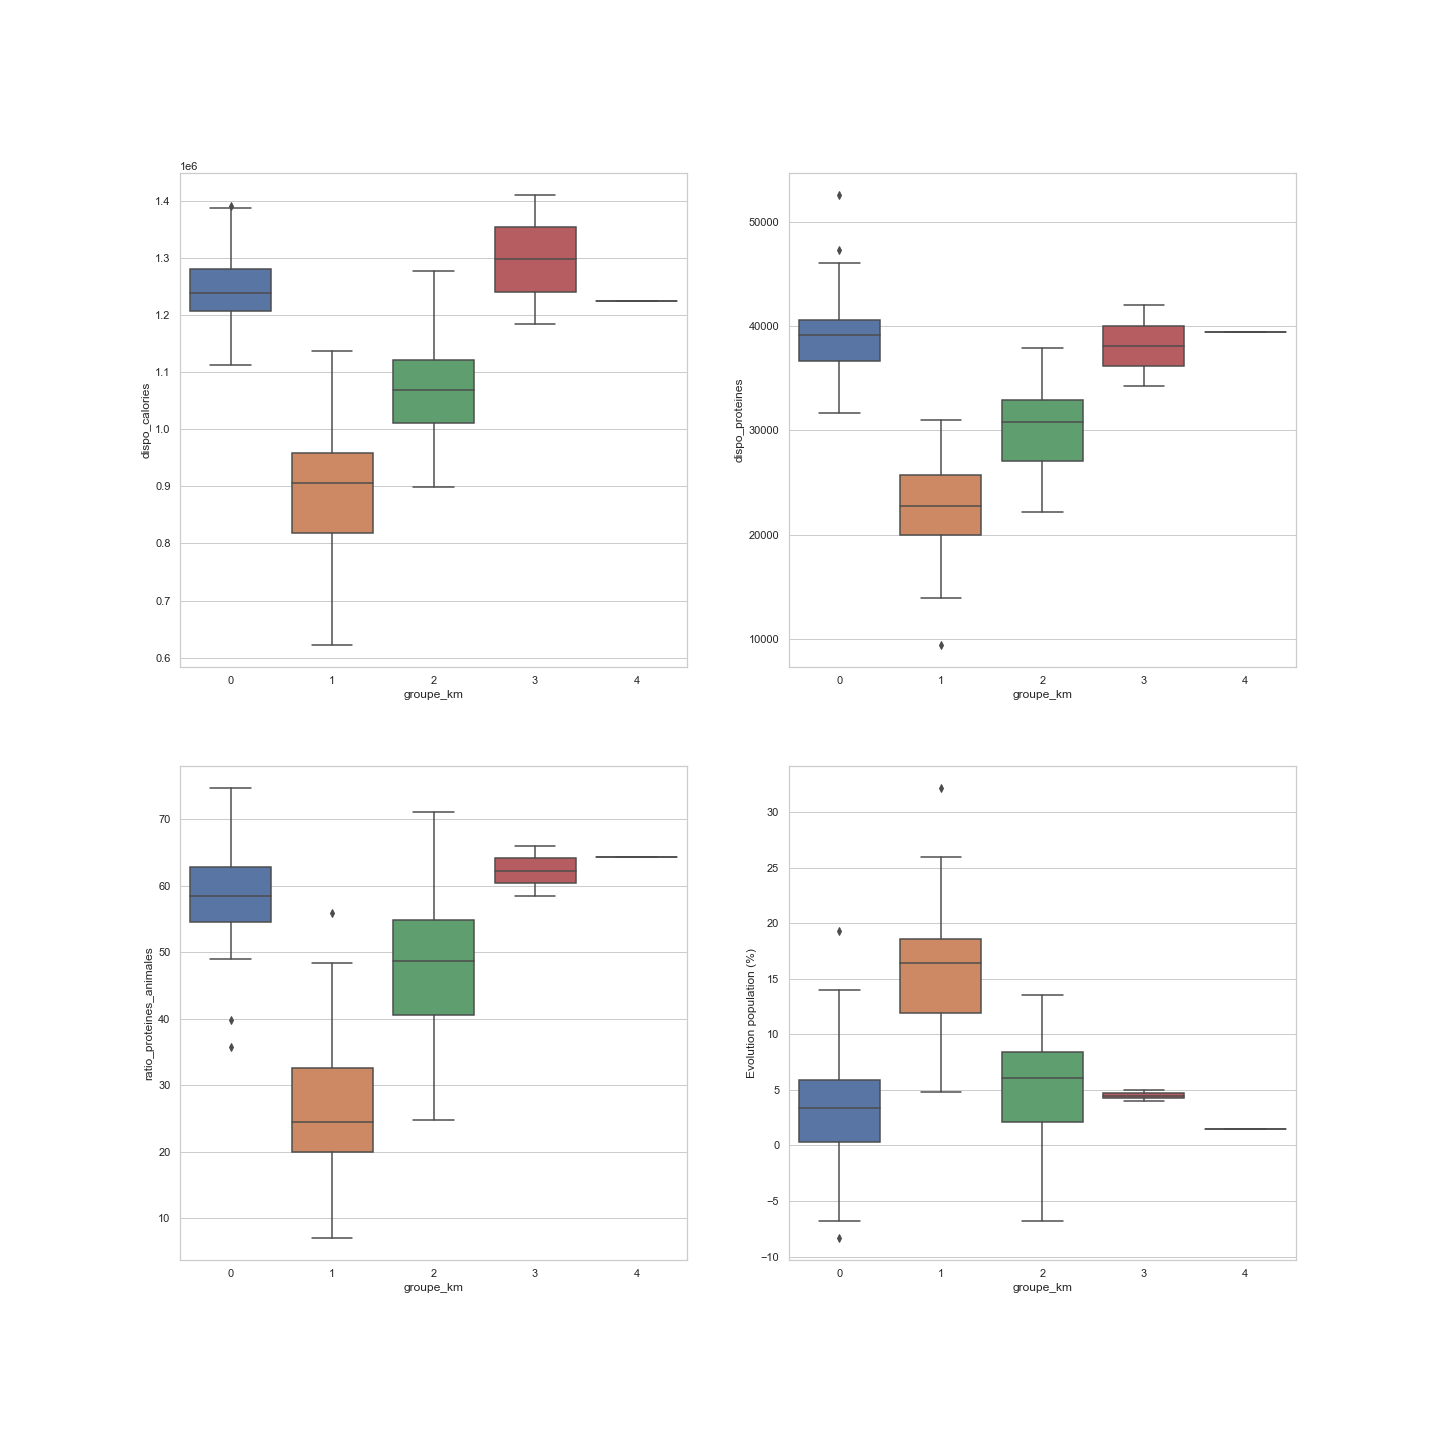 1e6
1.4
1.3
1.2
1.1
1.0
0.9
0.8
0.7
0.6
dispo_calories
0 1 2 3 4
groupe_km
50000
40000
30000
20000
10000
dispo_proteines
0 1 2 3 4
groupe_km
70
60
50
40
30
20
10
ratio_proteines_animales
0 1 2 3 4
groupe_km
30
25
20
15
10
5
0
−5
−10
Evolution population (%)
0 1 2 3 4
groupe_km